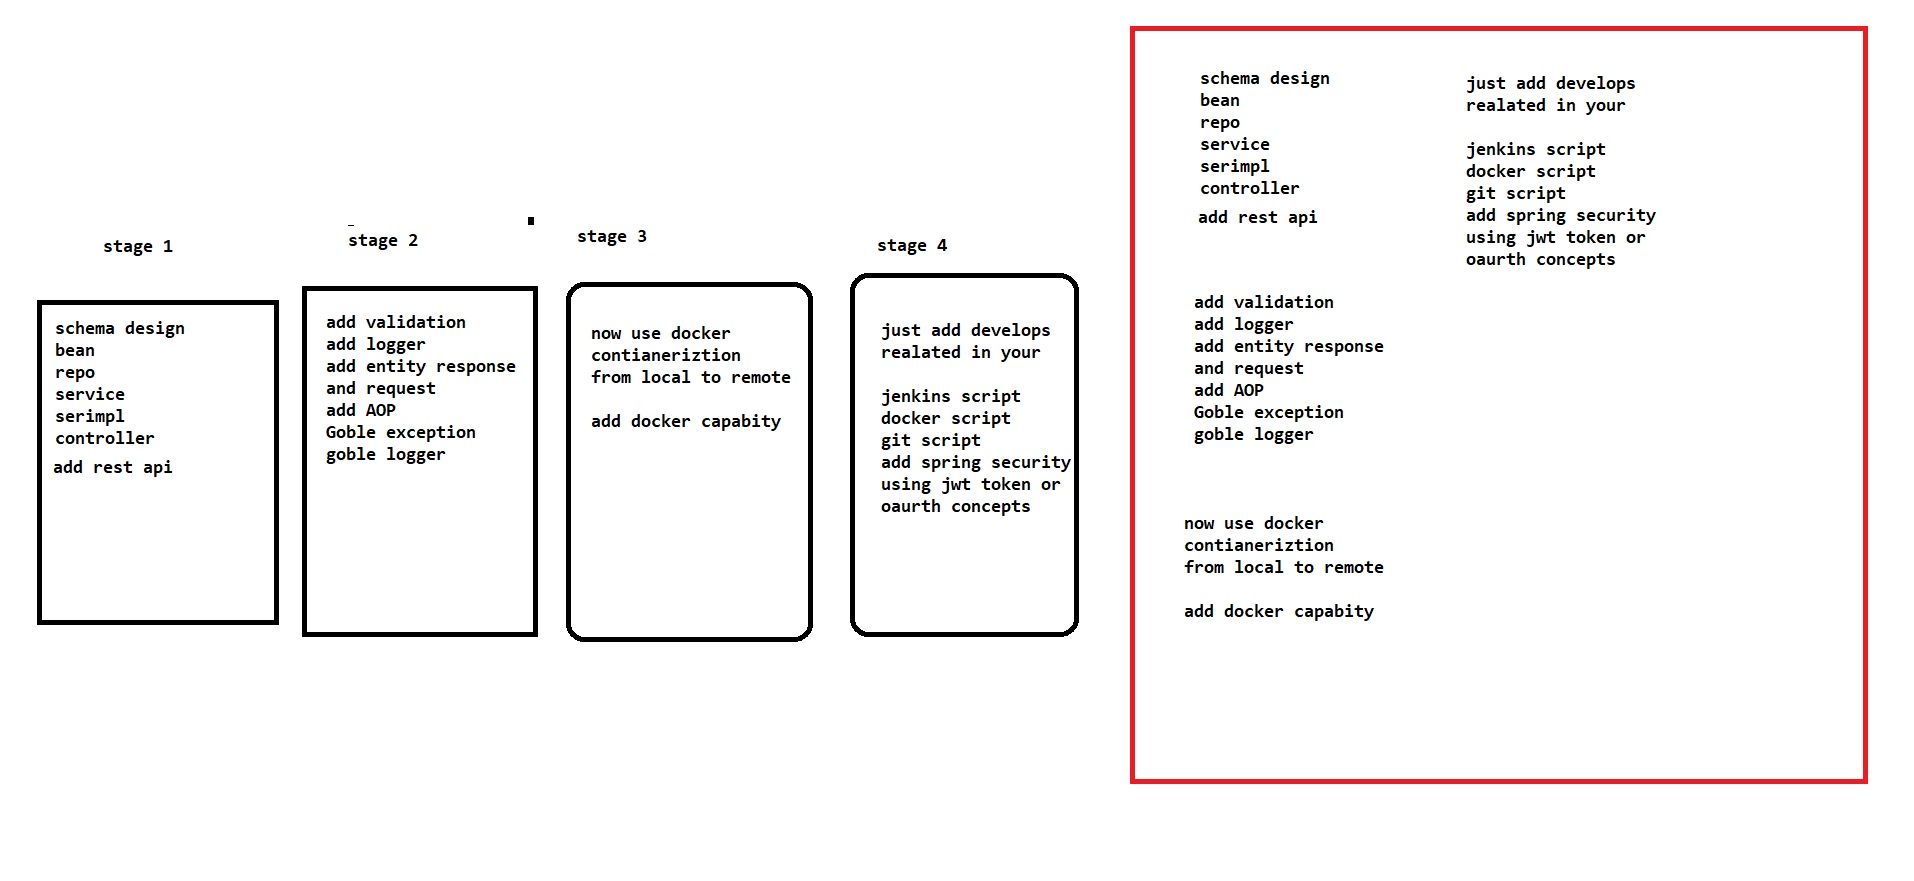 stage 1
schema design
bean
repo
service
serimpl
controller
add rest api
stage 2
add validation
add logger
add entity response
and request
add AOP
Goble exception
goble logger
stage 3
now use docker
contianeriztion
from local to remote
add docker capabity
stage 4
just add develops
realated in your
jenkins script
docker script
git script
add spring security
using jwt token or
oaurth concepts
schema design
bean
repo
service
serimpl
controller
add rest api
add validation
add logger
add entity response
and request
add AOP
Goble exception
goble logger
now use docker
contianeriztion
from local to remote
add docker capabity
just add develops
realated in your
jenkins script
docker script
git script
add spring security
using jwt token or
oaurth concepts